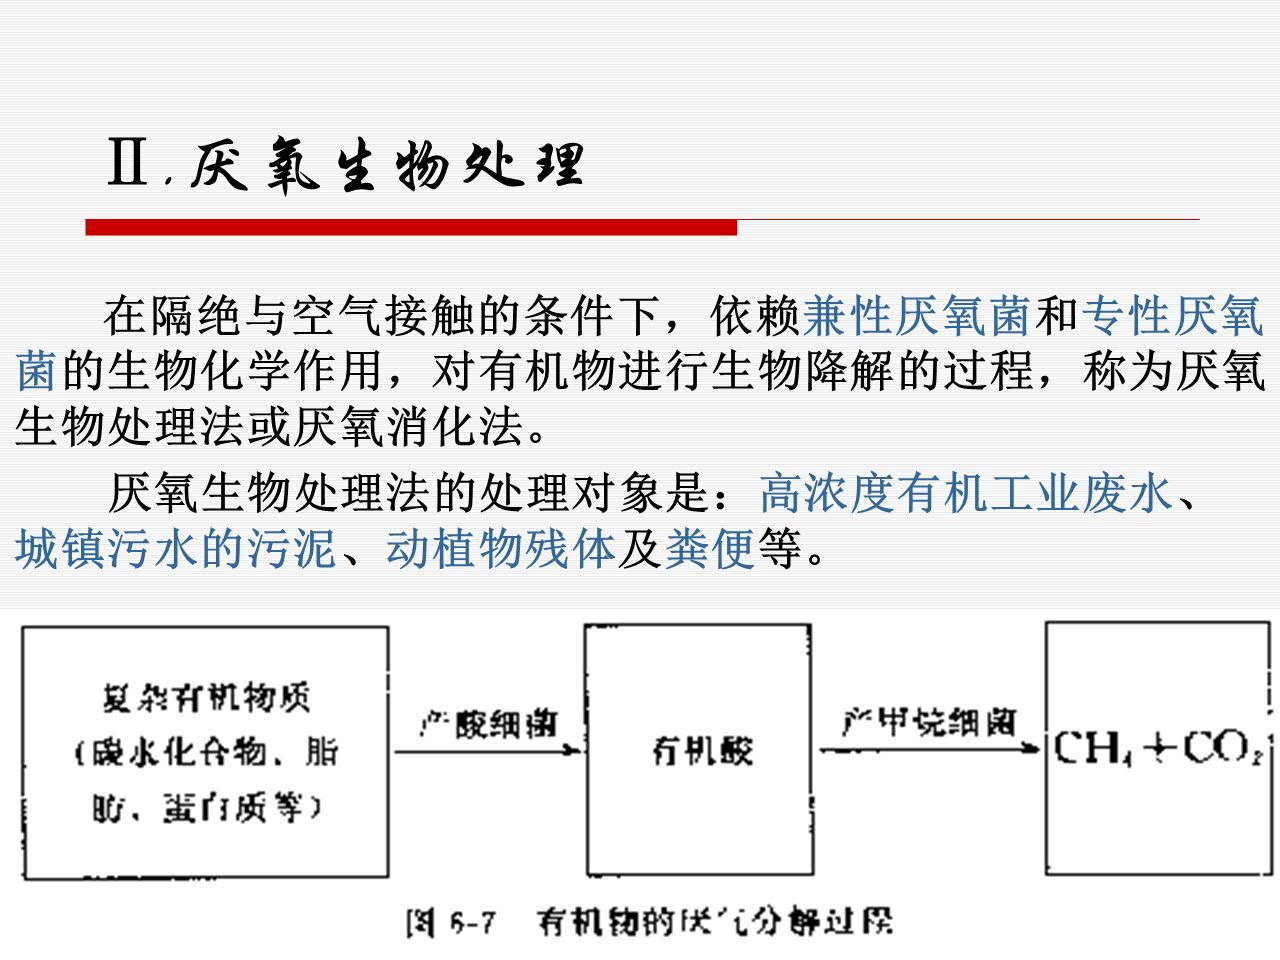 Ⅱ.厌氧生物处理
在隔绝与空气接触的条件下，依赖兼性厌氧菌和专性厌氧
菌的生物化学作用，对有机物进行生物降解的过程，称为厌氧
生物处理法或厌氧消化法。
厌氧生物处理法的处理对象是：高浓度有机工业废水、
城镇污水的污泥、动植物残体及粪便等。
复杂有机物质
（碳水化合物、脂
肪、蛋白质等）
产酸细菌
有机酸
产甲烷细菌
CH₄+CO₂
图 6-7 有机物的厌气分解过程